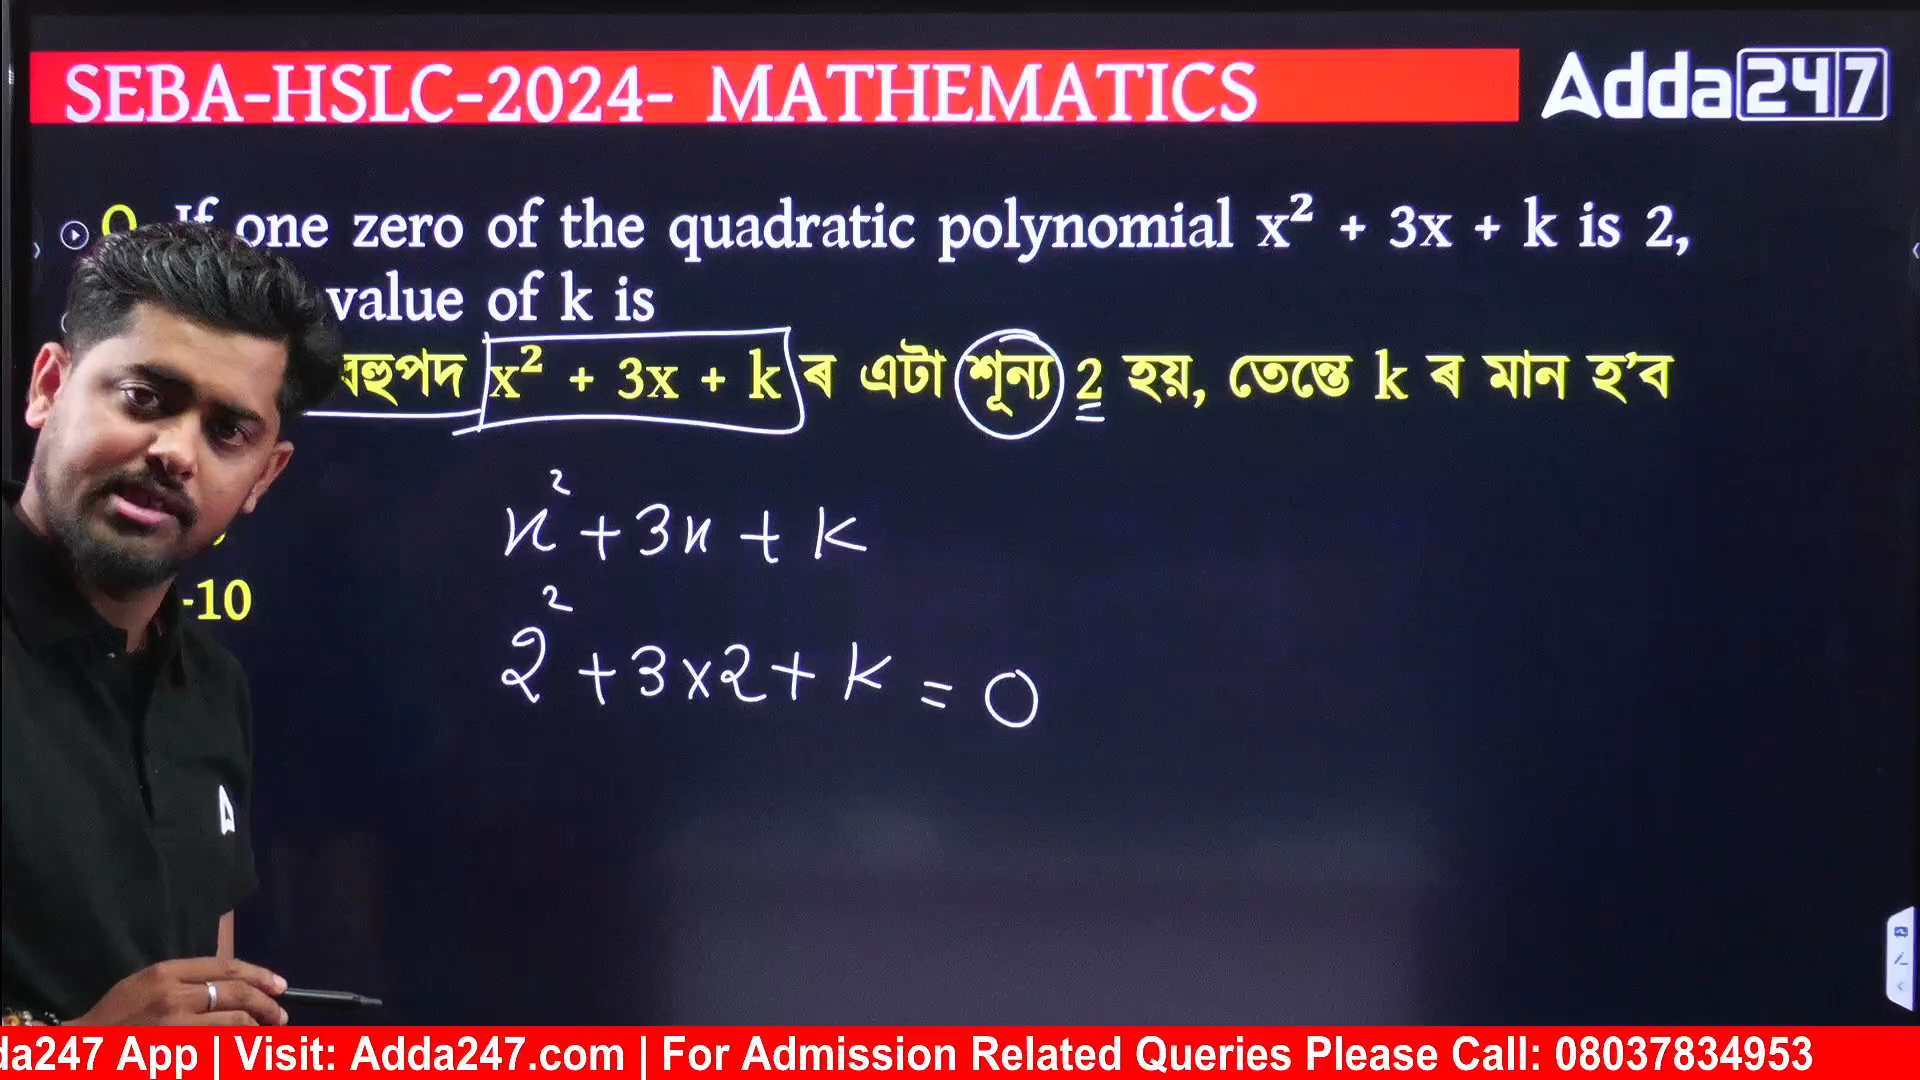 SEBA-HSLC-2024- MATHEMATICS
Adda247
If one zero of the quadratic polynomial x² + 3x + k is 2,
value of k is
x² + 3x + k ৰ এটা শূন্য 2 হয়, তেন্তে k ৰ মান হ’ব
x² + 3x + k
-10
2² + 3x2 + k = 0
da247 App | Visit: Adda247.com | For Admission Related Queries Please Call: 08037834953